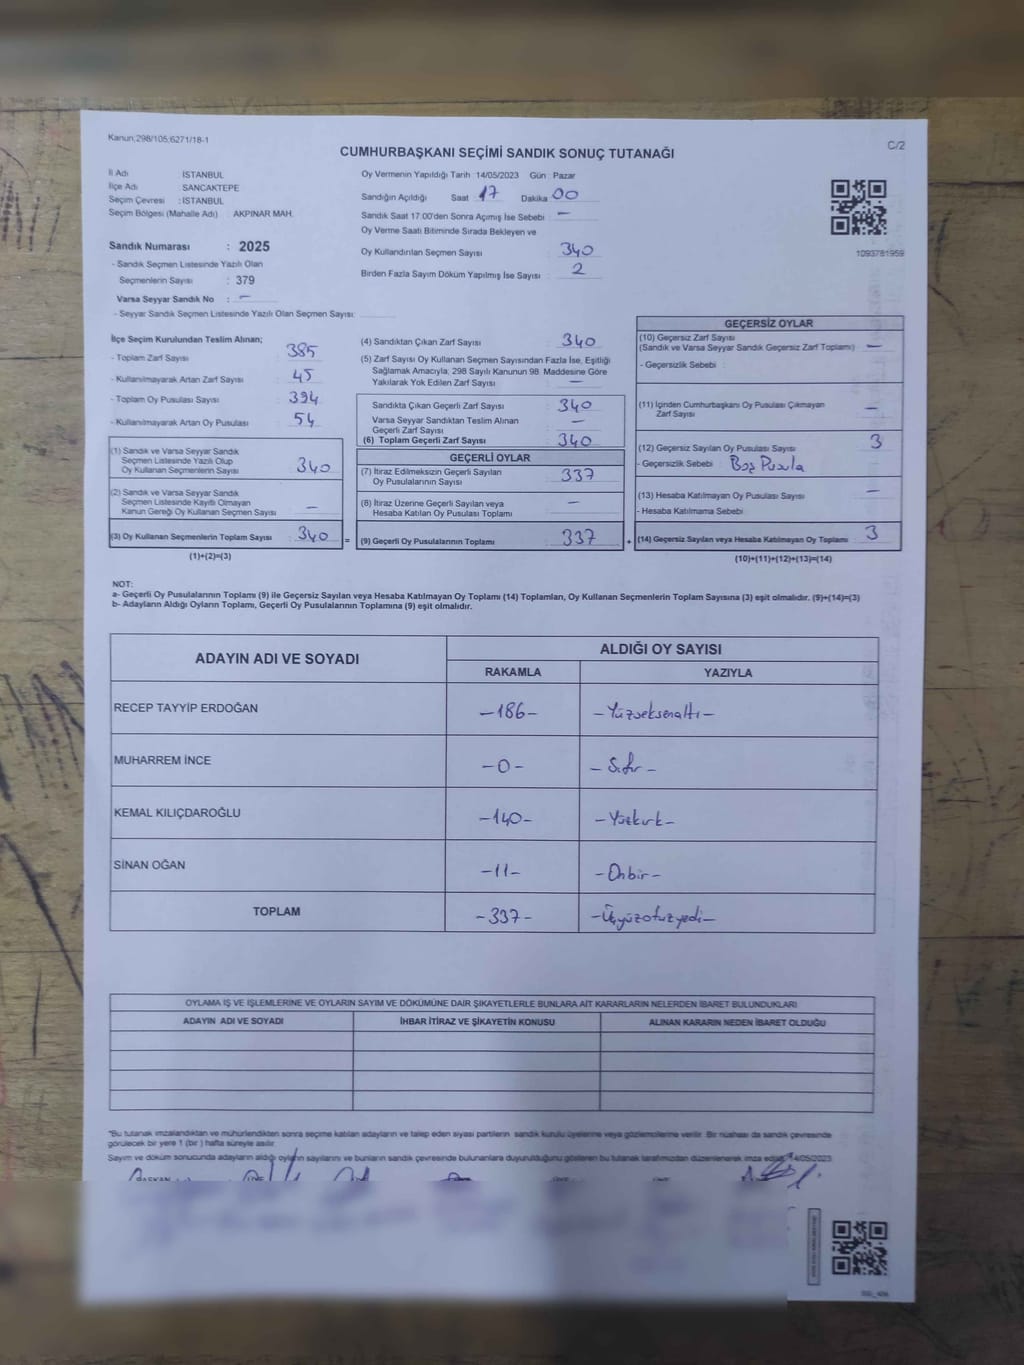 Kanun;298/105;6271/18-1
C/2
CUMHURBAŞKANI SEÇİMİ SANDIK SONUÇ TUTANAĞI
İl Adı : İSTANBUL
İlçe Adı : SANCAKTEPE
Seçim Çevresi : İSTANBUL
Seçim Bölgesi (Mahalle Adı) : AKPINAR MAH.
Sandık Numarası : 2025
- Sandık Seçmen Listesinde Yazılı Olan
Seçmenlerin Sayısı : 379
Varsa Seyyar Sandık No : -
- Seyyar Sandık Seçmen Listesinde Yazılı Olan Seçmen Sayısı:
Oy Vermenin Yapıldığı Tarih : 14/05/2023 Gün : Pazar
Sandığın Açıldığı Saat : 17 Dakika : 00
Sandık Saat 17:00'den Sonra Açımış İse Sebebi : -
Oy Verme Saati Bitiminde Sırada Bekleyen ve
Oy Kullandırılan Seçmen Sayısı : 340
Birden Fazla Sayım Döküm Yapılmış İse Sayısı : 2
1093781959
İlçe Seçim Kurulundan Teslim Alınan;
- Toplam Zarf Sayısı : 385
- Kullanılmayarak Artan Zarf Sayısı : 45
- Toplam Oy Pusulası Sayısı : 394
- Kullanılmayarak Artan Oy Pusulası : 54
(1) Sandık ve Varsa Seyyar Sandık
Seçmen Listesinde Yazılı Olup
Oy Kullanan Seçmenlerin Sayısı : 340
(2) Sandık ve Varsa Seyyar Sandık
Seçmen Listesinde Kayıtlı Olmayan
Kanun Gereği Oy Kullanan Seçmen Sayısı : -
(3) Oy Kullanan Seçmenlerin Toplam Sayısı : 340 =
(1)+(2)=(3)
(4) Sandıktan Çıkan Zarf Sayısı : 340
(5) Zarf Sayısı Oy Kullanan Seçmen Sayısından Fazla İse, Eşitliği
Sağlamak Amacıyla; 298 Sayılı Kanunun 98. Maddesine Göre
Yakılarak Yok Edilen Zarf Sayısı : -
Sandıkta Çıkan Geçerli Zarf Sayısı : 340
Varsa Seyyar Sandıktan Teslim Alınan
Geçerli Zarf Sayısı : -
(6) Toplam Geçerli Zarf Sayısı : 340
GEÇERLİ OYLAR
(7) İtiraz Edilmeksizin Geçerli Sayılan
Oy Pusulalarının Sayısı : 337
(8) İtiraz Üzerine Geçerli Sayılan veya
Hesaba Katılan Oy Pusulası Toplamı : -
(9) Geçerli Oy Pusulalarının Toplamı : 337 +
GEÇERSİZ OYLAR
(10) Geçersiz Zarf Sayısı
(Sandık ve Varsa Seyyar Sandık Geçersiz Zarf Toplamı) : -
- Geçersizlik Sebebi :
(11) İçinden Cumhurbaşkanı Oy Pusulası Çıkmayan
Zarf Sayısı : -
(12) Geçersiz Sayılan Oy Pusulası Sayısı : 3
- Geçersizlik Sebebi : Boş Pusula
(13) Hesaba Katılmayan Oy Pusulası Sayısı : -
- Hesaba Katılmama Sebebi :
(14) Geçersiz Sayılan veya Hesaba Katılmayan Oy Toplamı : 3
(10)+(11)+(12)+(13)=(14)
NOT:
a- Geçerli Oy Pusulalarının Toplamı (9) ile Geçersiz Sayılan veya Hesaba Katılmayan Oy Toplamı (14) Toplamları, Oy Kullanan Seçmenlerin Toplam Sayısına (3) eşit olmalıdır. (9)+(14)=(3)
b- Adayların Aldığı Oyların Toplamı, Geçerli Oy Pusulalarının Toplamına (9) eşit olmalıdır.
ADAYIN ADI VE SOYADI
ALDIĞI OY SAYISI
RAKAMLA YAZIYLA
RECEP TAYYİP ERDOĞAN -186- -Yüzseksenaltı-
MUHARREM İNCE -0- -Sıfır-
KEMAL KILIÇDAROĞLU -140- -Yüzkırk-
SİNAN OĞAN -11- -Onbir-
TOPLAM -337- -Üçyüzotuzyedi-
OYLAMA İŞ VE İŞLEMLERİNE VE OYLARIN SAYIM VE DÖKÜMÜNE DAİR ŞİKAYETLERLE BUNLARA AİT KARARLARIN NELERDEN İBARET BULUNDUKLARI
ADAYIN ADI VE SOYADI İHBAR İTİRAZ VE ŞİKAYETİN KONUSU ALINAN KARARIN NEDEN İBARET OLDUĞU
*Bu tutanak imzalandıktan ve mühürlendikten sonra seçime katılan adayların ve talep eden siyasi partilerin sandık kurulu üyelerine veya gözlemcilerine verilir. Bir nüshası da sandık çevresinde
görülecek bir yere 1 (bir ) hafta süreyle asılır.
Sayım ve döküm sonucunda adayların aldığı oyların sayılarını ve bunların sandık çevresinde bulunanlara duyurulduğunu gösteren bu tutanak tarafımızdan düzenlenerek imza edildi. 14/05/2023